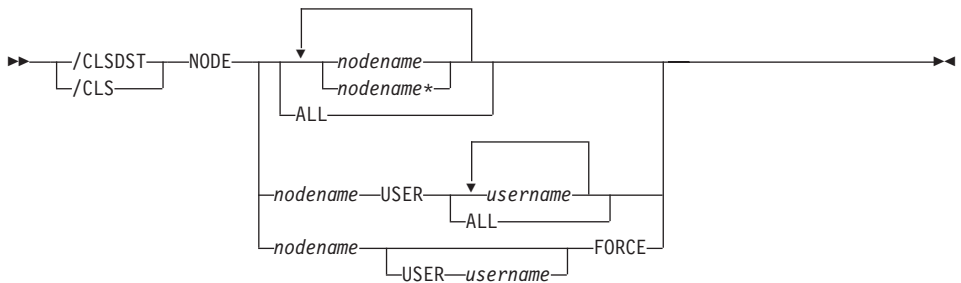 /CLSDST NODE nodename
/CLS nodename*
ALL
nodename USER username
ALL
nodename FORCE
USER username